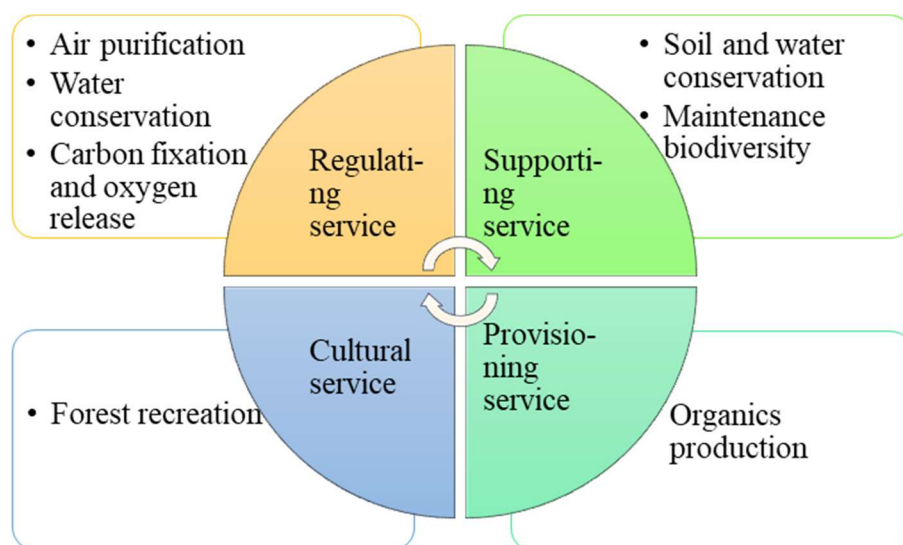 • Air purification
• Water
conservation
• Carbon fixation
and oxygen
release
Regulati-
ng
service
• Soil and water
conservation
• Maintenance
biodiversity
Supporti-
ng
service
• Forest recreation
Cultural
service
Provisio-
ning
service
Organics
production